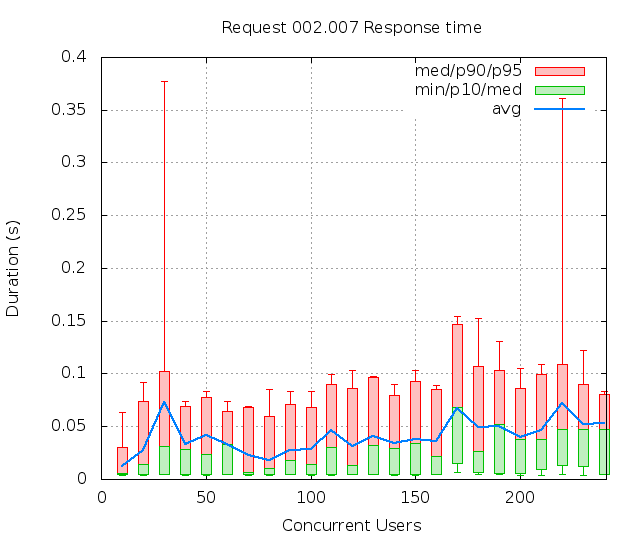 Request 002.007 Response time
0.4
0.35
0.3
0.25
0.2
0.15
0.1
0.05
0
0
50
100
150
200
Duration (s)
Concurrent Users
med/p90/p95
min/p10/med
avg